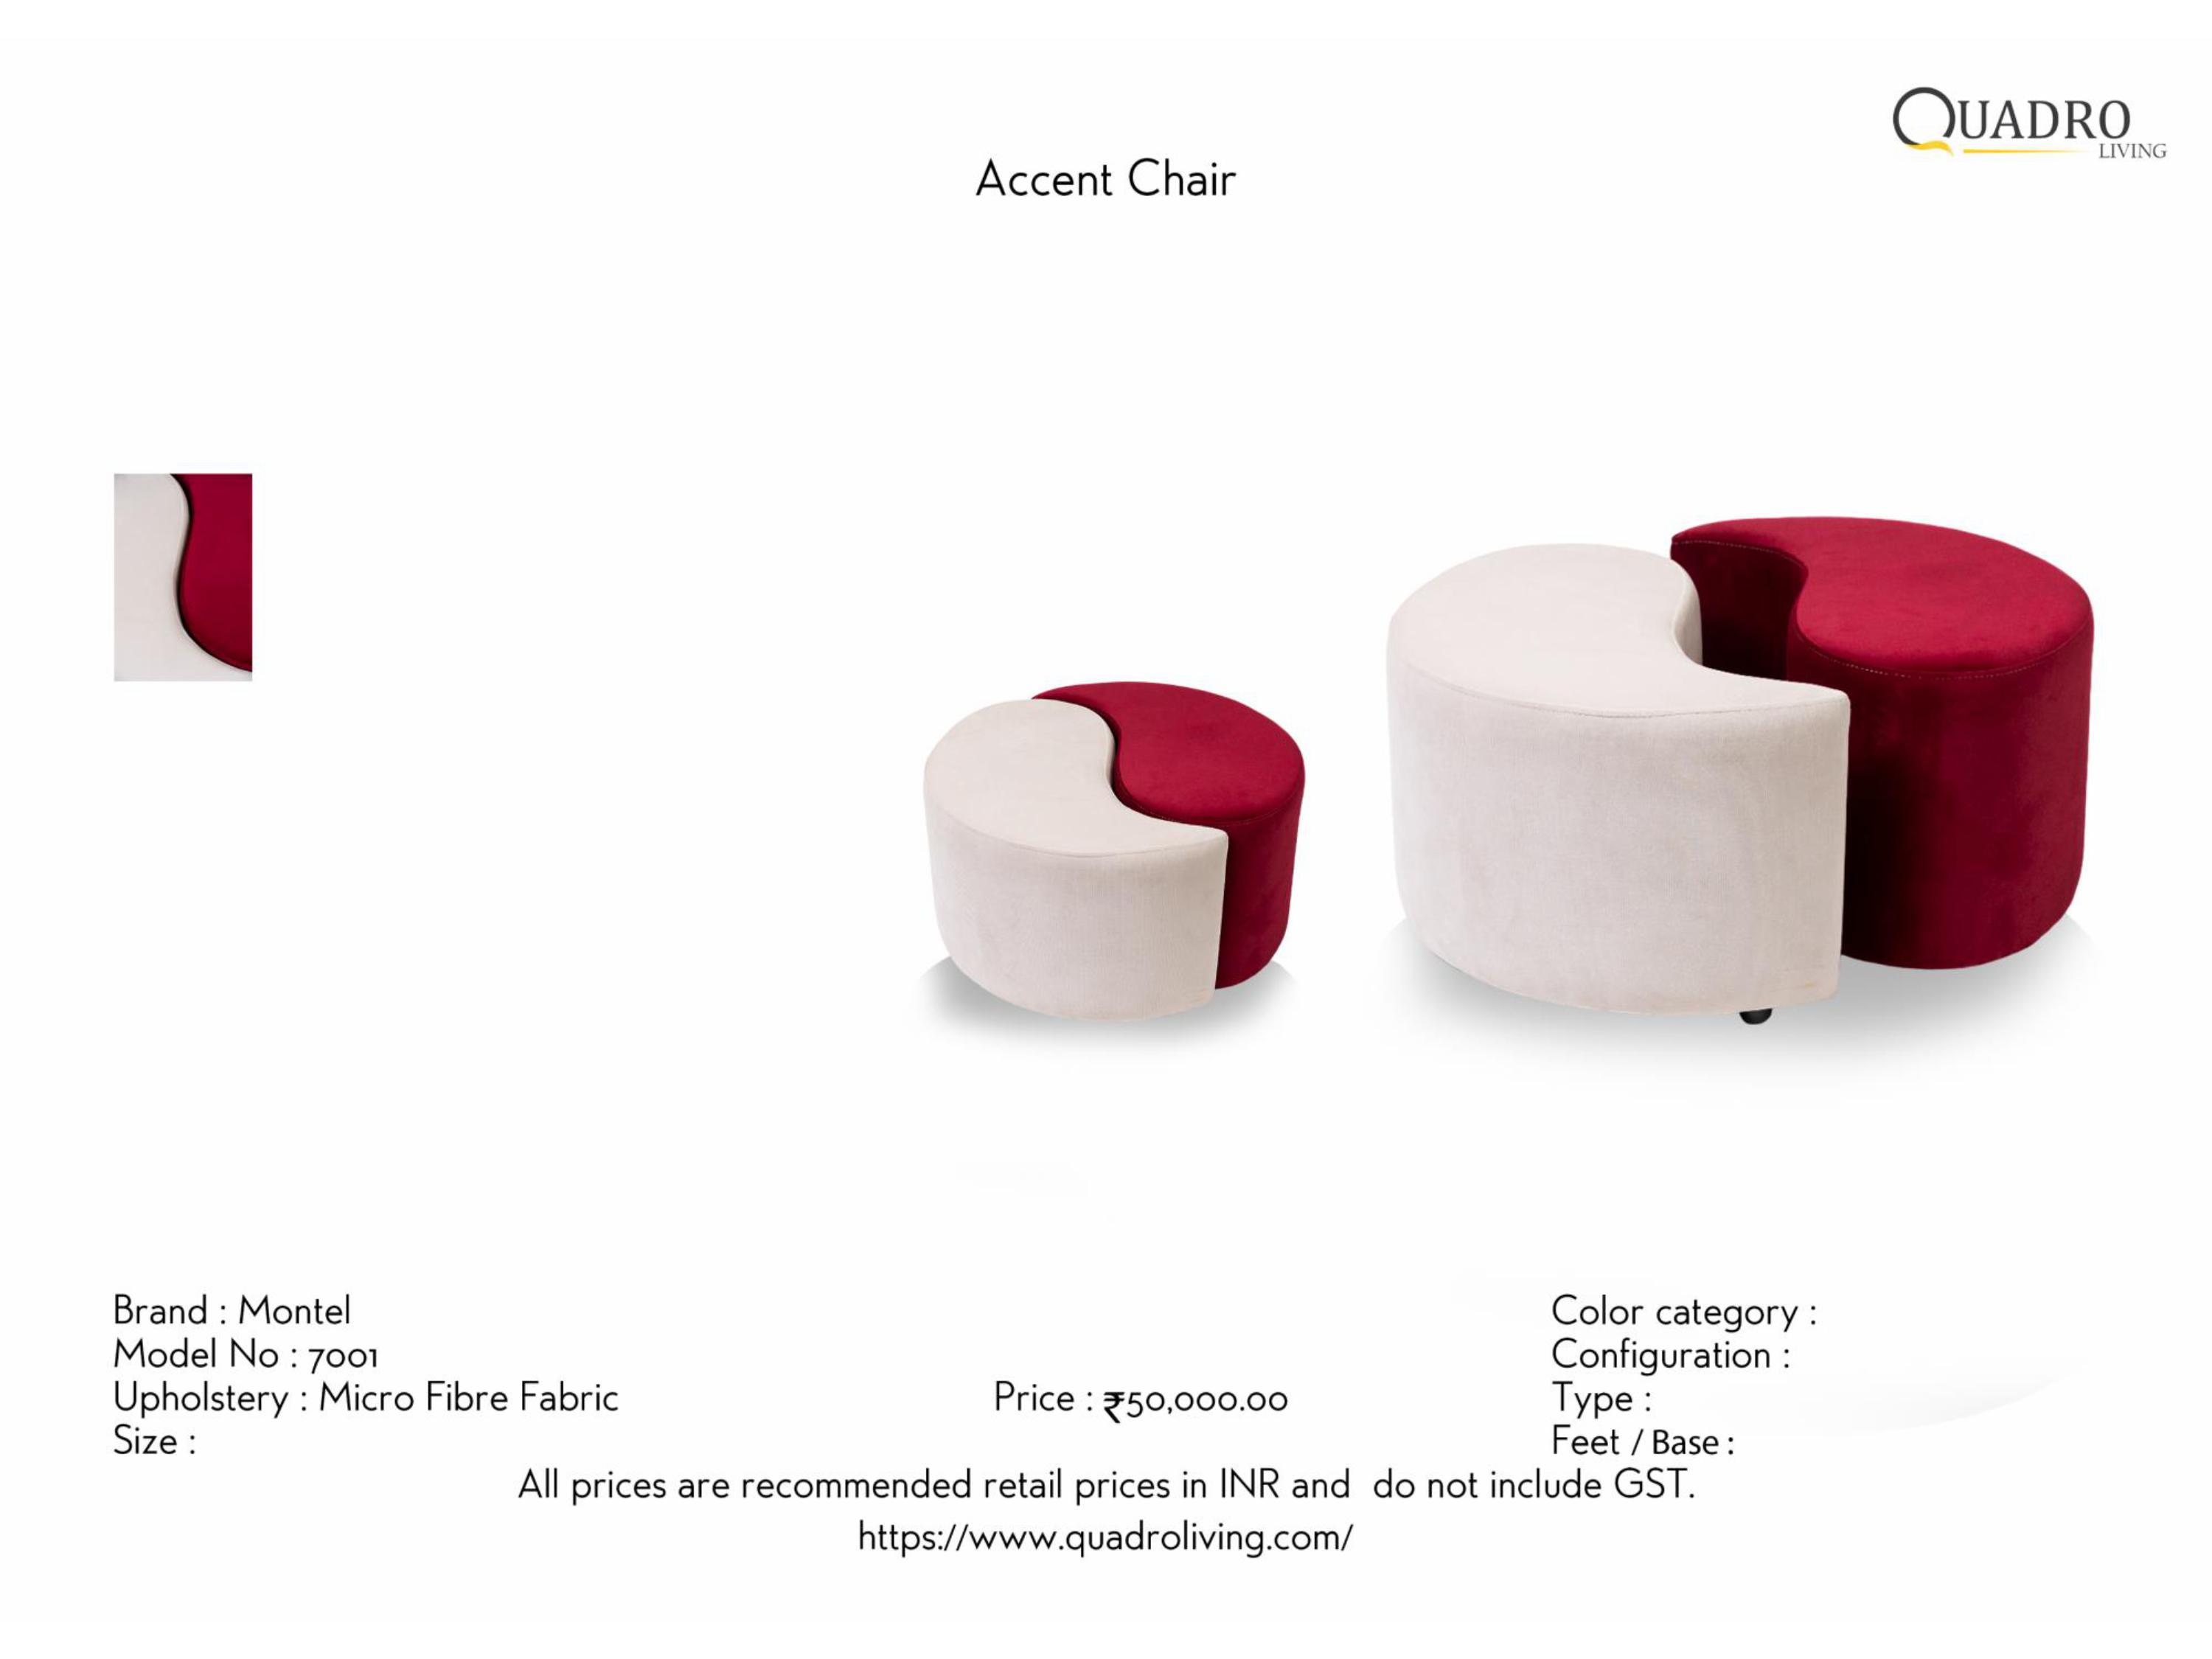 QUADRO
LIVING
Accent Chair
Brand : Montel
Model No : 7001
Upholstery : Micro Fibre Fabric
Size :
Price : ₹50,000.00
Color category :
Configuration :
Type :
Feet / Base :
All prices are recommended retail prices in INR and  do not include GST.
https://www.quadroliving.com/